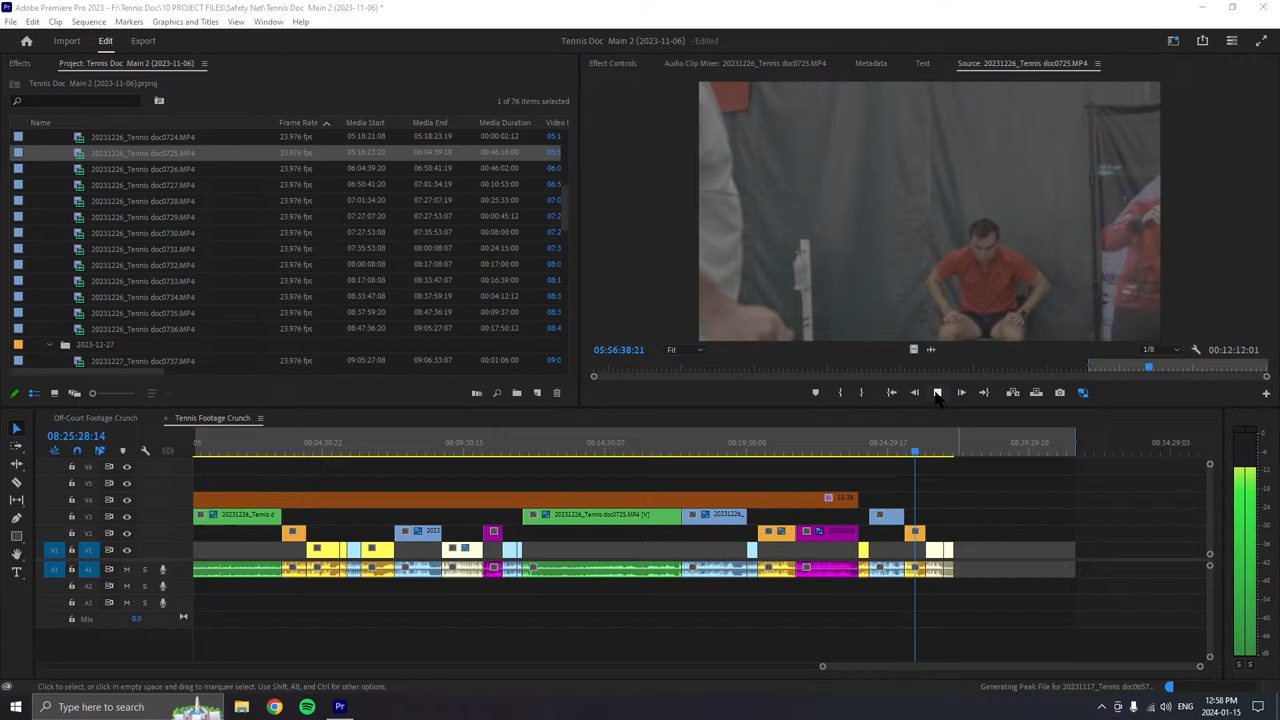 Adobe Premiere Pro 2023 - F:\Tennis Doc\10 PROJECT FILES\Safety Net\Tennis Doc  Main 2 (2023-11-06) *
File Edit Clip Sequence Markers Graphics and Titles View Window Help
Import Edit Export
Tennis Doc  Main 2 (2023-11-06) - Edited
Effects Project: Tennis Doc  Main 2 (2023-11-06)
Effect Controls Audio Clip Mixer: 20231226_Tennis doc0725.MP4 Metadata Text Source: 20231226_Tennis doc0725.MP4
Tennis Doc  Main 2 (2023-11-06).prproj
1 of 76 items selected
Name Frame Rate Media Start Media End Media Duration Video I
20231226_Tennis doc0724.MP4 23.976 fps 05:18:21:08 05:18:23:19 00:00:02:12 05:1
20231226_Tennis doc0725.MP4 23.976 fps 05:18:23:20 06:04:39:19 00:46:16:00 05:5
20231226_Tennis doc0726.MP4 23.976 fps 06:04:39:20 06:50:41:19 00:46:02:00 06:0
20231226_Tennis doc0727.MP4 23.976 fps 06:50:41:20 07:01:34:19 00:10:53:00 06:5
20231226_Tennis doc0728.MP4 23.976 fps 07:01:34:20 07:27:07:19 00:25:33:00 07:0
20231226_Tennis doc0729.MP4 23.976 fps 07:27:07:20 07:27:53:07 00:00:45:12 07:2
20231226_Tennis doc0730.MP4 23.976 fps 07:27:53:08 07:35:53:07 00:08:00:00 07:2
20231226_Tennis doc0731.MP4 23.976 fps 07:35:53:08 08:00:08:07 00:24:15:00 07:3
20231226_Tennis doc0732.MP4 23.976 fps 08:00:08:08 08:17:08:07 00:17:00:00 08:0
20231226_Tennis doc0733.MP4 23.976 fps 08:17:08:08 08:33:47:07 00:16:39:00 08:1
20231226_Tennis doc0734.MP4 23.976 fps 08:33:47:08 08:37:59:19 00:04:12:12 08:3
20231226_Tennis doc0735.MP4 23.976 fps 08:37:59:20 08:47:36:19 00:09:37:00 08:3
20231226_Tennis doc0736.MP4 23.976 fps 08:47:36:20 09:05:27:07 00:17:50:12 08:4
2023-12-27
20231227_Tennis doc0737.MP4 23.976 fps 09:05:27:08 09:06:33:07 00:01:06:00 09:0
05:56:38:21 Fit 1/8 00:12:12:01
Off-Court Footage Crunch × Tennis Footage Crunch
08:25:28:14
05 08:04:30:22 08:09:30:15 08:14:30:07 08:19:30:00 08:24:29:17 08:29:29:10 08:34:29:03
V6
V5
V4 11/26
V3 20231226_Tennis d 20231226_Tennis doc0725.MP4 [V] 20231226_
V2 2023 20231226
V1 V1
A1 A1 M S
A2 M S
A3 M S
Mix 0.0
0
-6
-12
-18
-24
-30
-36
-42
-48
-54
dB
S S
Click to select, or click in empty space and drag to marquee select. Use Shift, Alt, and Ctrl for other options.
Generating Peak File for 20231117_Tennis doc0657...
Type here to search
ENG
12:58 PM
2024-01-15